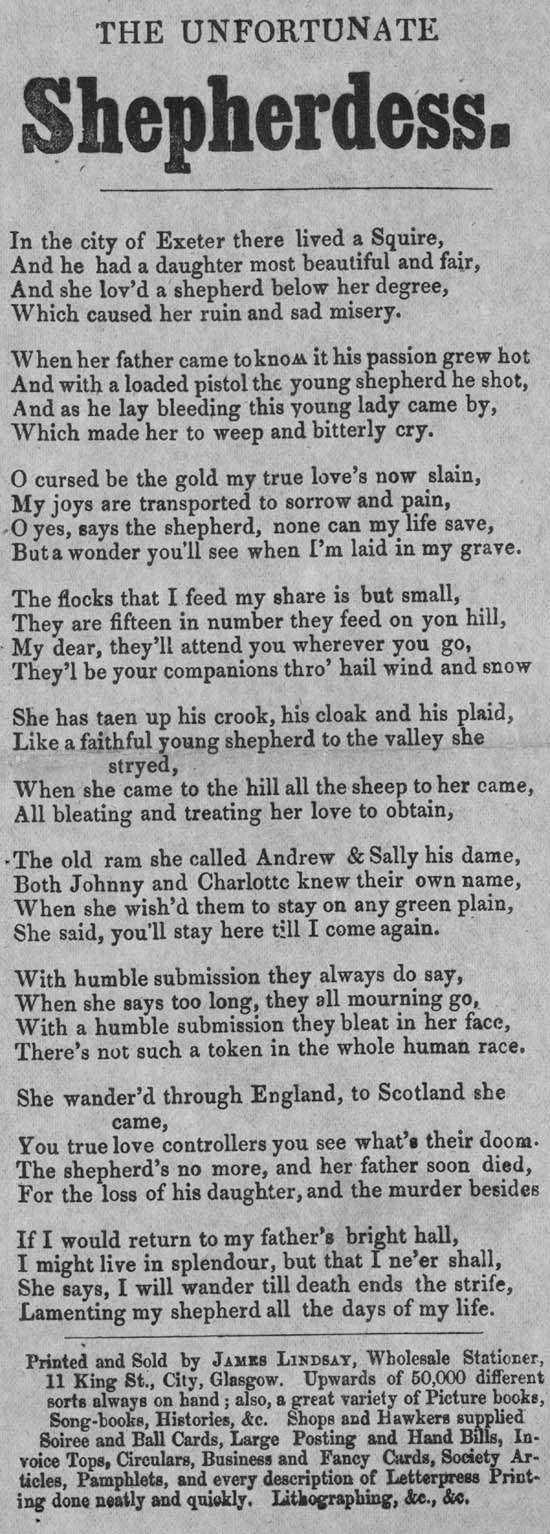 THE UNFORTUNATE
Shepherdess.
In the city of Exeter there lived a Squire,
And he had a daughter most beautiful and fair,
And she lov'd a shepherd below her degree,
Which caused her ruin and sad misery.
When her father came to know it his passion grew hot
And with a loaded pistol the young shepherd he shot,
And as he lay bleeding this young lady came by,
Which made her to weep and bitterly cry.
O cursed be the gold my true love's now slain,
My joys are transported to sorrow and pain,
O yes, says the shepherd, none can my life save,
But a wonder you'll see when I'm laid in my grave.
The flocks that I feed my share is but small,
They are fifteen in number they feed on yon hill,
My dear, they'll attend you wherever you go,
They'l be your companions thro' hail wind and snow
She has taen up his crook, his cloak and his plaid,
Like a faithful young shepherd to the valley she
stryed,
When she came to the hill all the sheep to her came,
All bleating and treating her love to obtain,
The old ram she called Andrew & Sally his dame,
Both Johnny and Charlotte knew their own name,
When she wish'd them to stay on any green plain,
She said, you'll stay here till I come again.
With humble submission they always do say,
When she says too long, they all mourning go,
With a humble submission they bleat in her face,
There's not such a token in the whole human race.
She wander'd through England, to Scotland she
came,
You true love controllers you see what's their doom.
The shepherd's no more, and her father soon died,
For the loss of his daughter, and the murder besides
If I would return to my father's bright hall,
I might live in splendour, but that I ne'er shall,
She says, I will wander till death ends the strife,
Lamenting my shepherd all the days of my life.
Printed and Sold by JAMES LINDSAY, Wholesale Stationer,
11 King St., City, Glasgow. Upwards of 50,000 different
sorts always on hand; also, a great variety of Picture books,
Song-books, Histories, &c. Shops and Hawkers supplied
Soiree and Ball Cards, Large Posting and Hand Bills, In-
voice Tops, Circulars, Business and Fancy Cards, Society Ar-
ticles, Pamphlets, and every description of Letterpress Print-
ing done neatly and quickly. Lithographing, &c., &c.